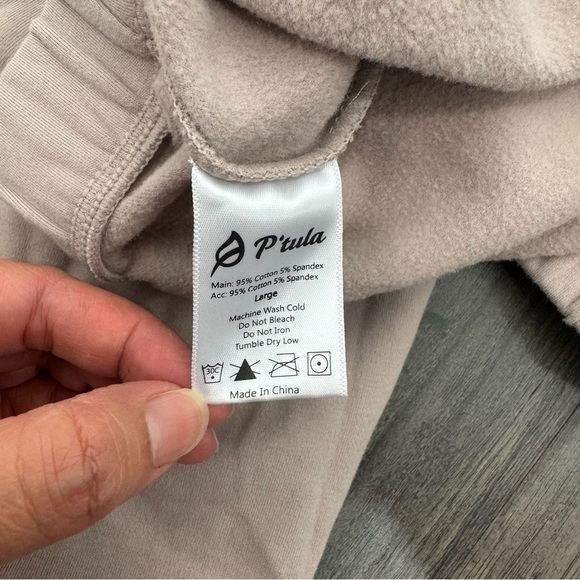 P'tula
Main: 95% Cotton 5% Spandex
Acc: 95% Cotton 5% Spandex
Large
Machine Wash Cold
Do Not Bleach
Do Not Iron
Tumble Dry Low
30C
Made In China